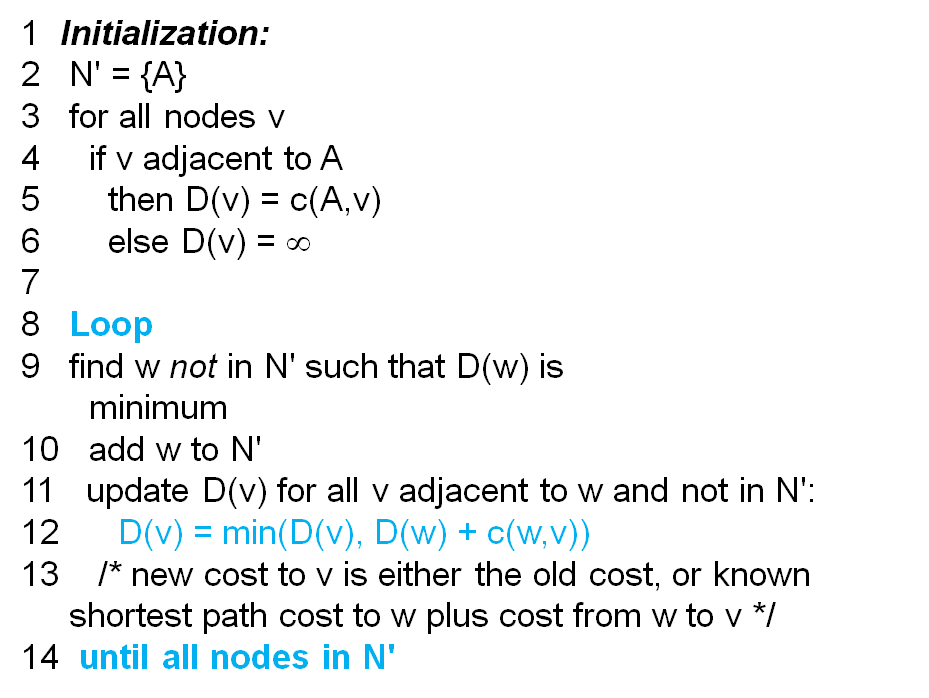 1 Initialization:
2 N' = {A}
3 for all nodes v
4 if v adjacent to A
5 then D(v) = c(A,v)
6 else D(v) = ∞
7
8 Loop
9 find w not in N' such that D(w) is
minimum
10 add w to N'
11 update D(v) for all v adjacent to w and not in N':
12 D(v) = min(D(v), D(w) + c(w,v))
13 /* new cost to v is either the old cost, or known
shortest path cost to w plus cost from w to v */
14 until all nodes in N'